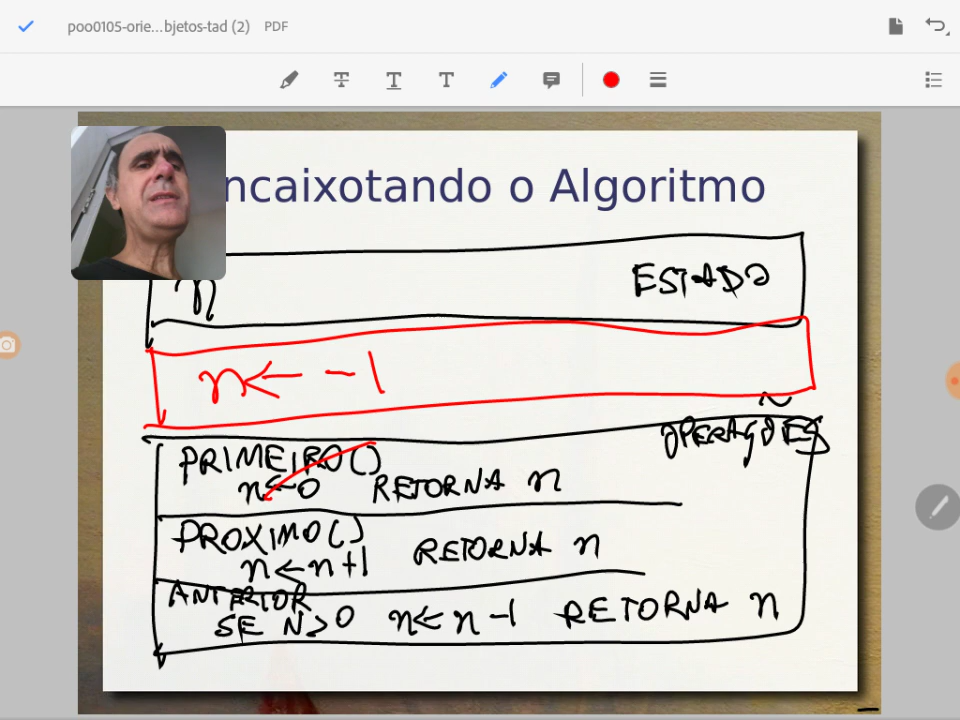 poo0105-orie...bjetos-tad (2) PDF
T T T
ncaixotando o Algoritmo
n ESTADO
n ← -1
OPERAÇÕES
PRIMEIRO()
n ← 0 RETORNA n
PROXIMO()
n ← n + 1 RETORNA n
ANTERIOR
SE N > 0 n ← n - 1 RETORNA n